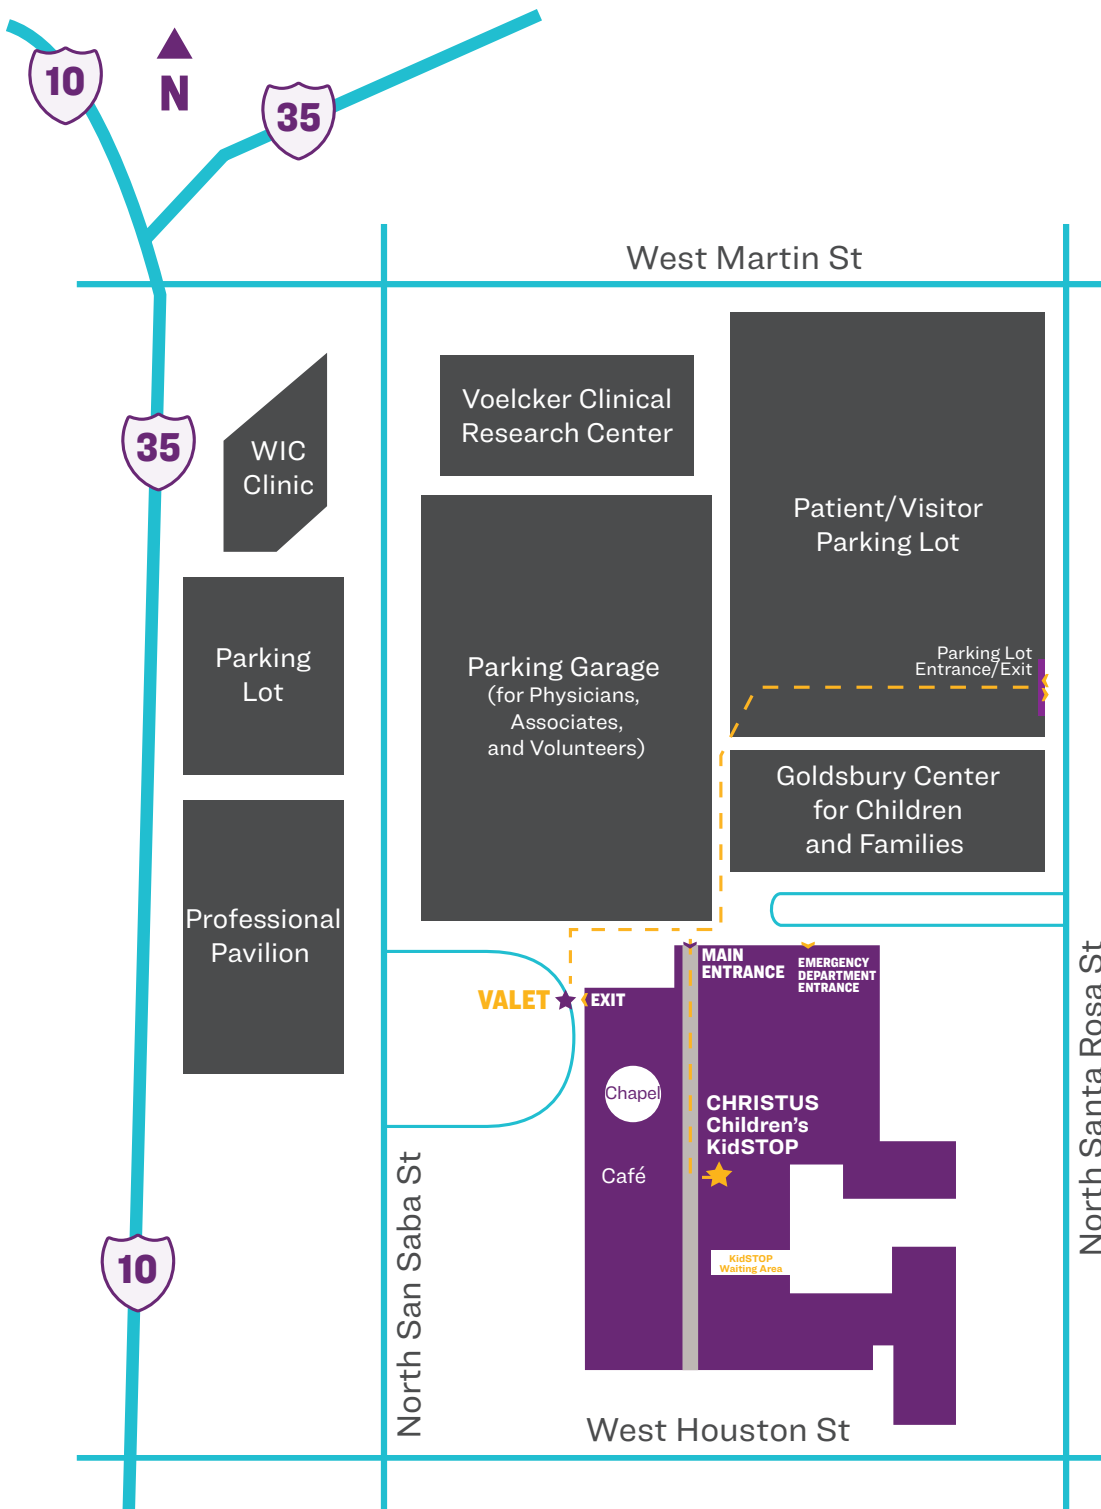 10
N
35
West Martin St
Voelcker Clinical
Research Center
WIC
Clinic
35
Patient/Visitor
Parking Lot
Parking Lot
Entrance/Exit
Parking
Lot
Parking Garage
(for Physicians,
Associates,
and Volunteers)
Goldsbury Center
for Children
and Families
Professional
Pavilion
MAIN
ENTRANCE
EMERGENCY
DEPARTMENT
ENTRANCE
VALET
EXIT
Chapel
CHRISTUS
Children's
KidSTOP
Café
KidSTOP
Waiting Area
10
North San Saba St
North Santa Rosa St
West Houston St